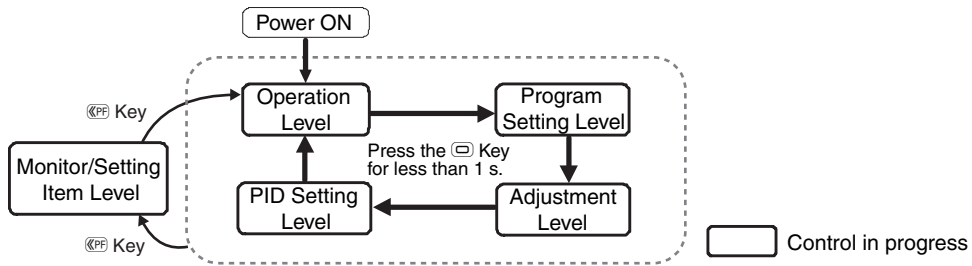 Power ON
Operation
Level
Program
Setting Level
PF Key
Press the Key
for less than 1 s.
Monitor/Setting
Item Level
PID Setting
Level
Adjustment
Level
PF Key
Control in progress